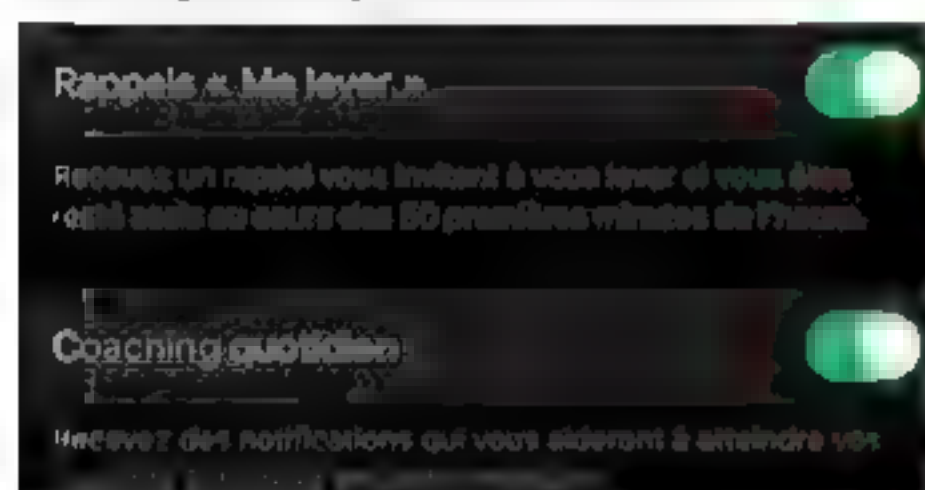 Rappels « Me lever »
Recevez un rappel vous invitant à vous lever si vous êtes
resté assis au cours des 50 premières minutes de l'heure.
Coaching quotidien
Recevez des notifications qui vous aideront à atteindre vos